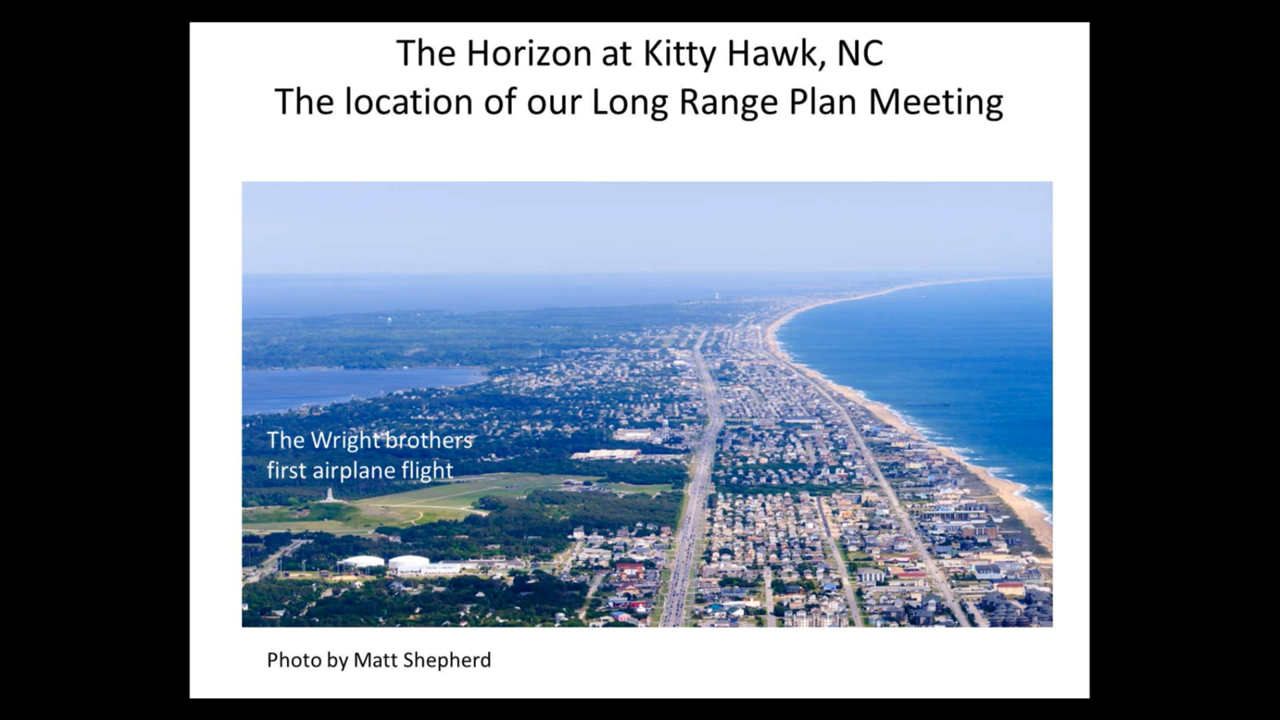 The Horizon at Kitty Hawk, NC
The location of our Long Range Plan Meeting
The Wright brothers
first airplane flight
Photo by Matt Shepherd